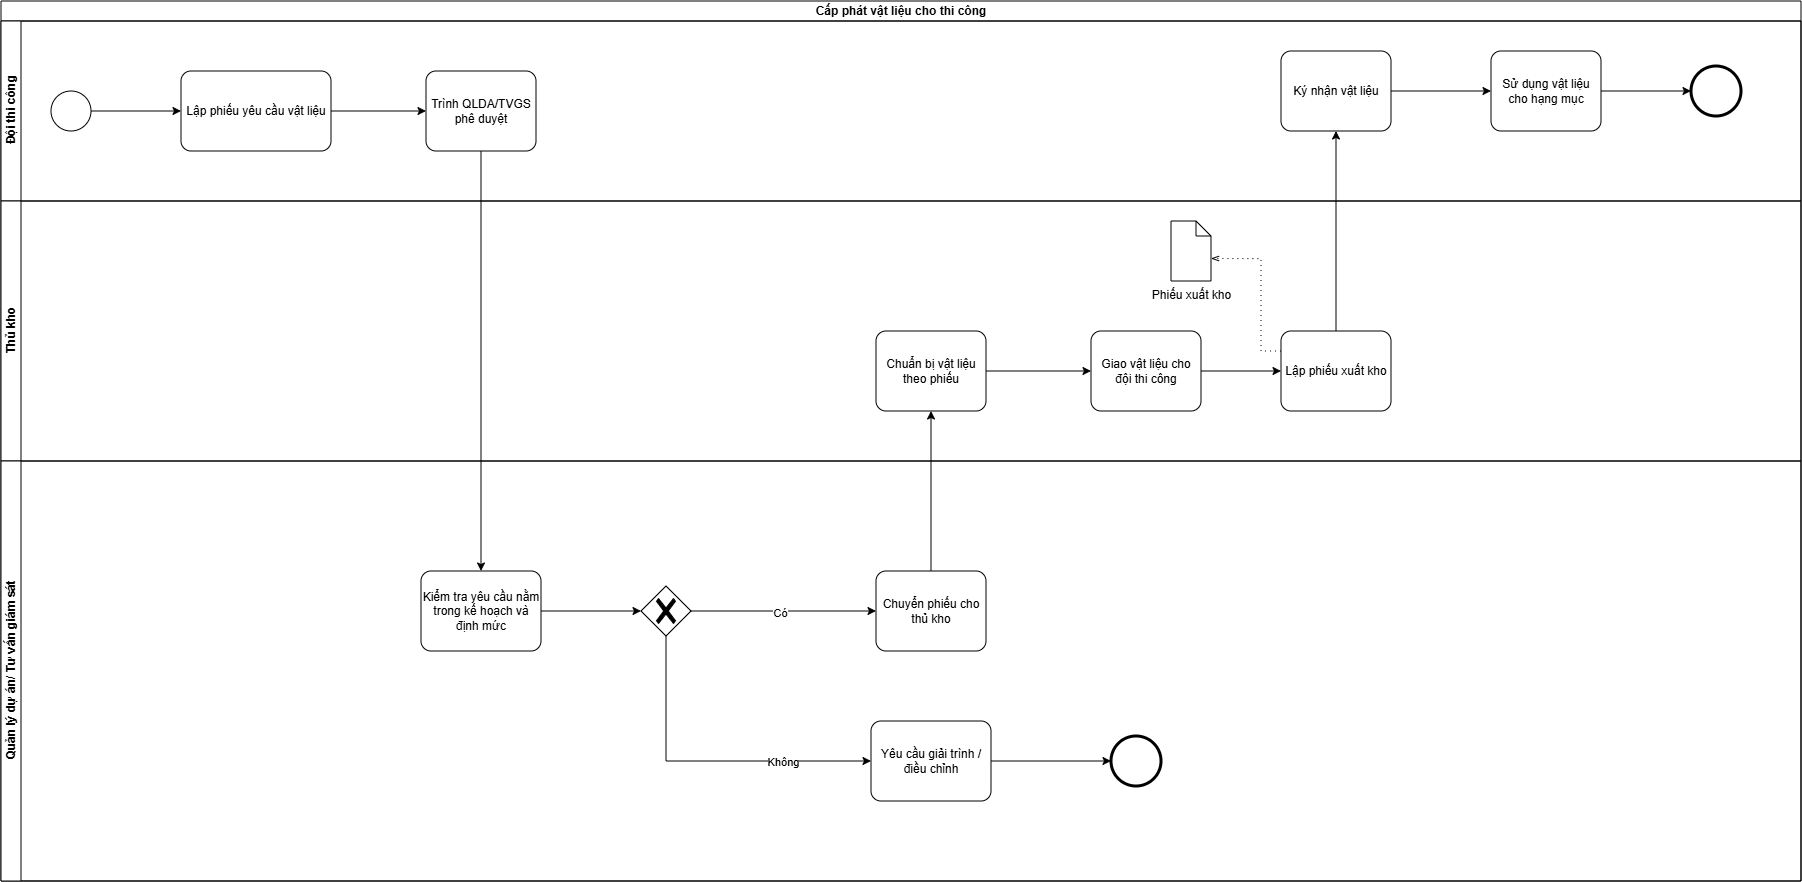 Cấp phát vật liệu cho thi công
Đội thi công
Lập phiếu yêu cầu vật liệu
Trình QLDA/TVGS
phê duyệt
Ký nhận vật liệu
Sử dụng vật liệu
cho hạng mục
Thủ kho
Phiếu xuất kho
Chuẩn bị vật liệu
theo phiếu
Giao vật liệu cho
đội thi công
Lập phiếu xuất kho
Quản lý dự án/ Tư vấn giám sát
Kiểm tra yêu cầu nằm
trong kế hoạch và
định mức
Có
Chuyển phiếu cho
thủ kho
Không
Yêu cầu giải trình /
điều chỉnh